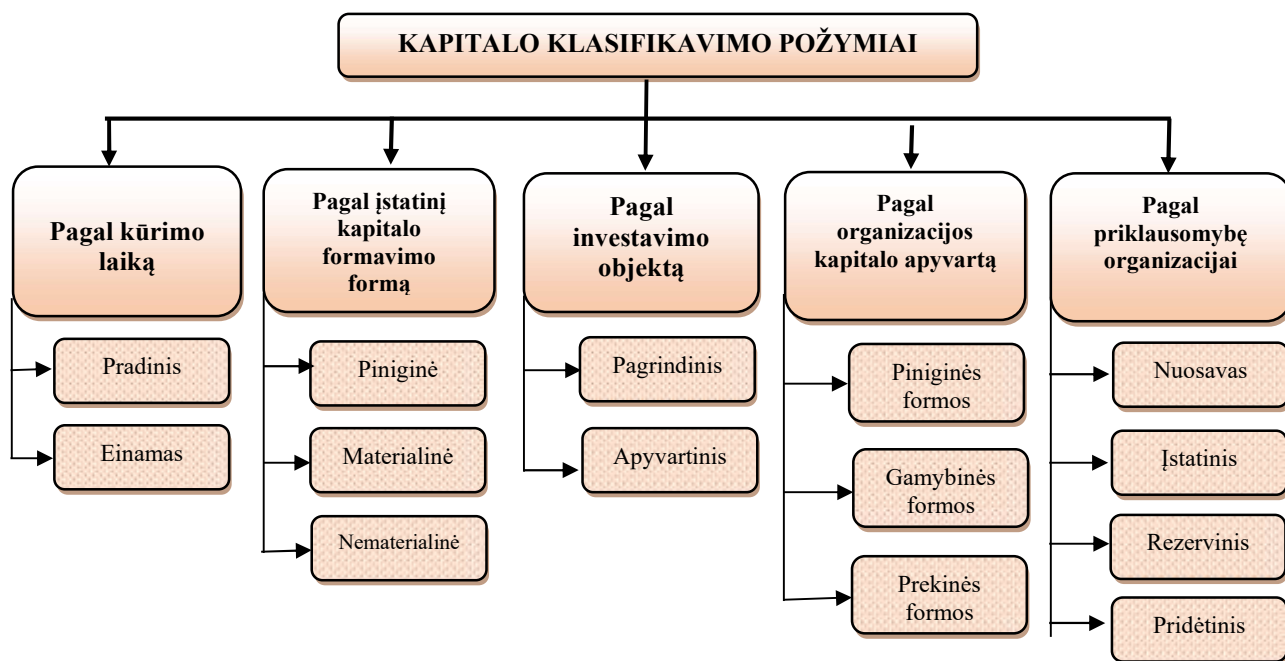 KAPITALO KLASIFIKAVIMO POŽYMIAI
Pagal kūrimo
laiką
Pradinis
Einamas
Pagal įstatinį
kapitalo
formavimo
formą
Piniginė
Materialinė
Nematerialinė
Pagal
investavimo
objektą
Pagrindinis
Apyvartinis
Pagal
organizacijos
kapitalo apyvartą
Piniginės
formos
Gamybinės
formos
Prekinės
formos
Pagal
priklausomybę
organizacijai
Nuosavas
Įstatinis
Rezervinis
Pridėtinis